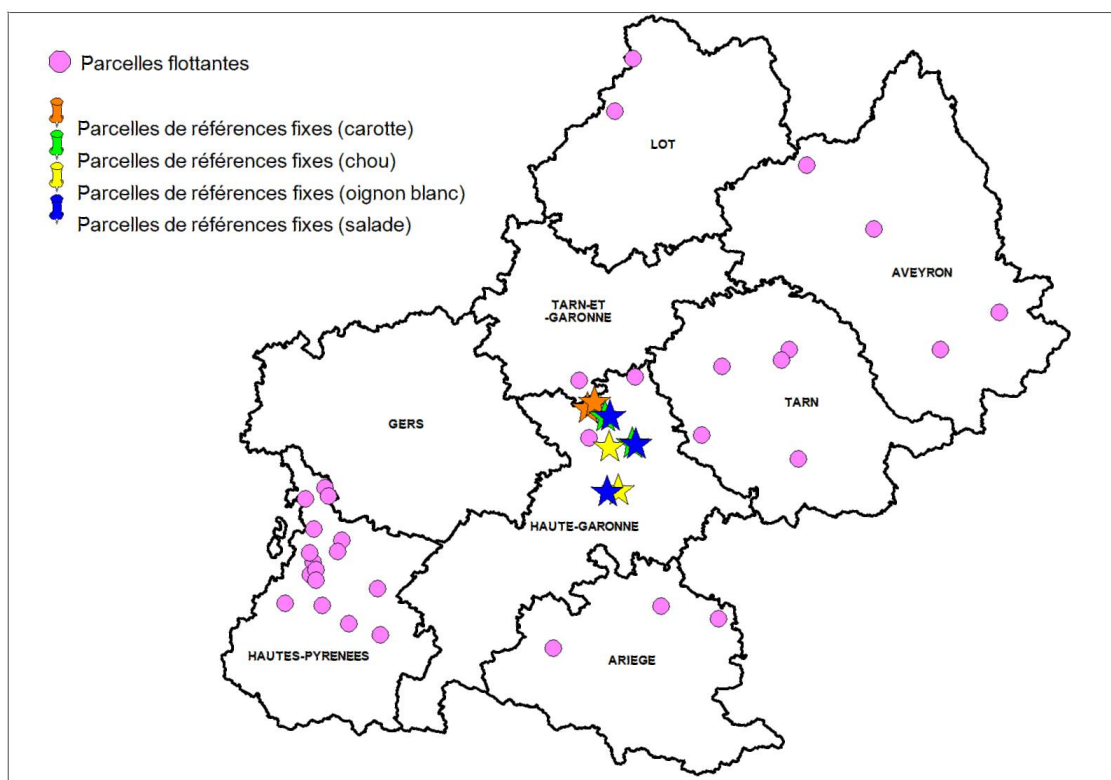 Parcelles flottantes
Parcelles de références fixes (carotte)
Parcelles de références fixes (chou)
Parcelles de références fixes (oignon blanc)
Parcelles de références fixes (salade)
LOT
AVEYRON
TARN-ET
-GARONNE
TARN
GERS
HAUTE-GARONNE
HAUTES-PYRENEES
ARIEGE